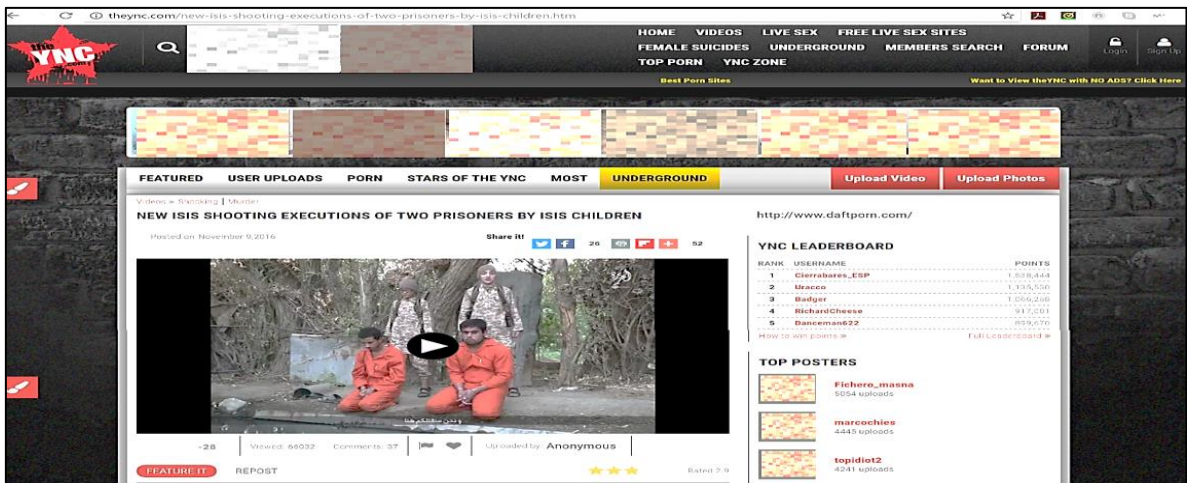 theync.com/new-isis-shooting-executions-of-two-prisoners-by-isis-children.htm
the YNC .com
HOME VIDEOS LIVE SEX FREE LIVE SEX SITES
FEMALE SUICIDES UNDERGROUND MEMBERS SEARCH FORUM
TOP PORN YNC ZONE
Login Sign Up
Best Porn Sites
Want to View theYNC with NO ADS? Click Here
FEATURED USER UPLOADS PORN STARS OF THE YNC MOST UNDERGROUND
Upload Video Upload Photos
Videos » Shocking | Murder
NEW ISIS SHOOTING EXECUTIONS OF TWO PRISONERS BY ISIS CHILDREN
Posted on November 9,2016
Share it! 26 52
-28 Viewed: 66032 Comments: 37 Uploaded by: Anonymous
FEATURE IT REPOST
Rated 2.9
http://www.daftporn.com/
YNC LEADERBOARD
RANK USERNAME POINTS
1 Cierrabares_ESP
2 Uracco
3 Badger
4 RichardCheese 917,001
5 Danceman622
How to win points » Full Leaderboard »
TOP POSTERS
Fichero_masna
5054 uploads
marcochies
4445 uploads
topidiot2
4241 uploads